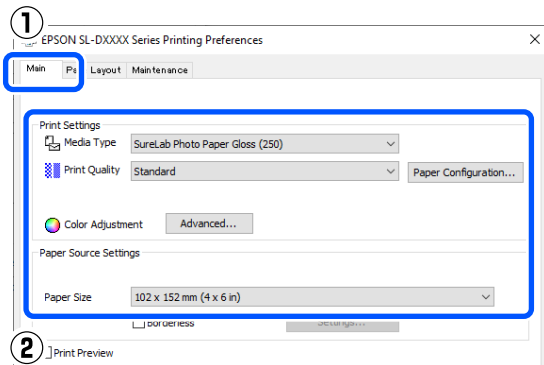 1
EPSON SL-DXXXX Series Printing Preferences
Main Pa Layout Maintenance
Print Settings
Media Type SureLab Photo Paper Gloss (250)
Print Quality Standard Paper Configuration...
Color Adjustment Advanced...
Paper Source Settings
Paper Size 102 x 152 mm (4 x 6 in)
Borderless Settings...
2
Print Preview